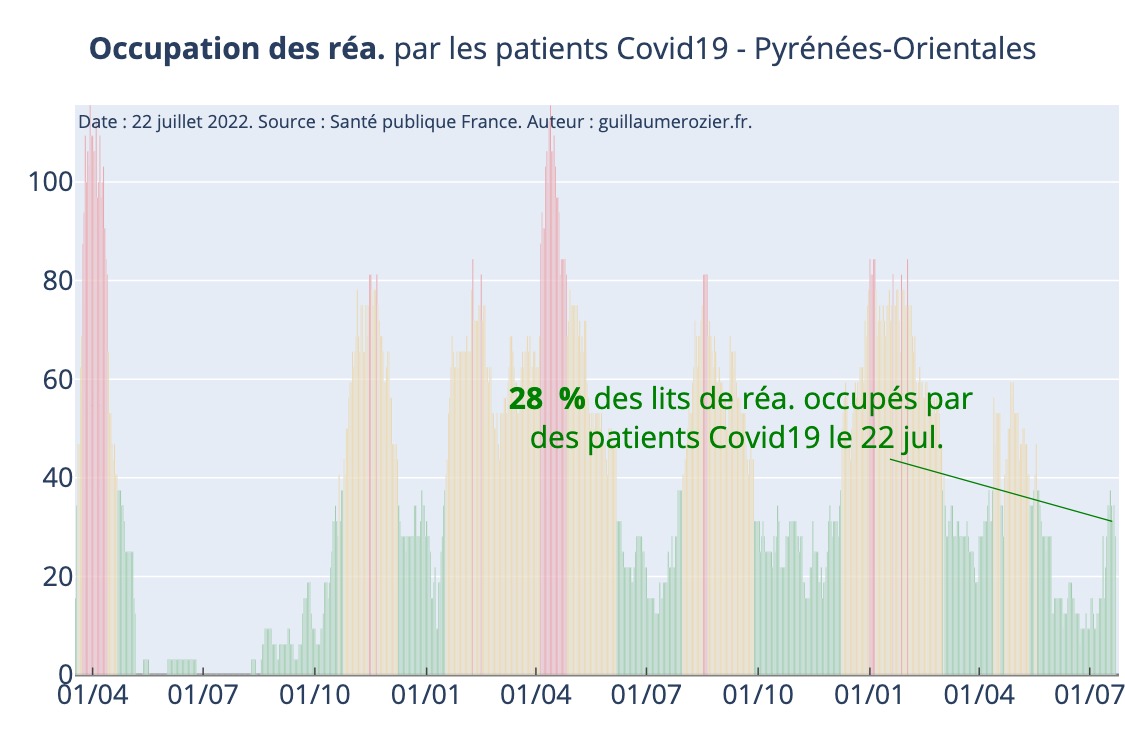 Occupation des réa. par les patients Covid19 - Pyrénées-Orientales
Date : 22 juillet 2022. Source : Santé publique France. Auteur : guillaumerozier.fr.
100
80
60
28  % des lits de réa. occupés par
des patients Covid19 le 22 jul.
40
20
0
01/04 01/07 01/10 01/01 01/04 01/07 01/10 01/01 01/04 01/07